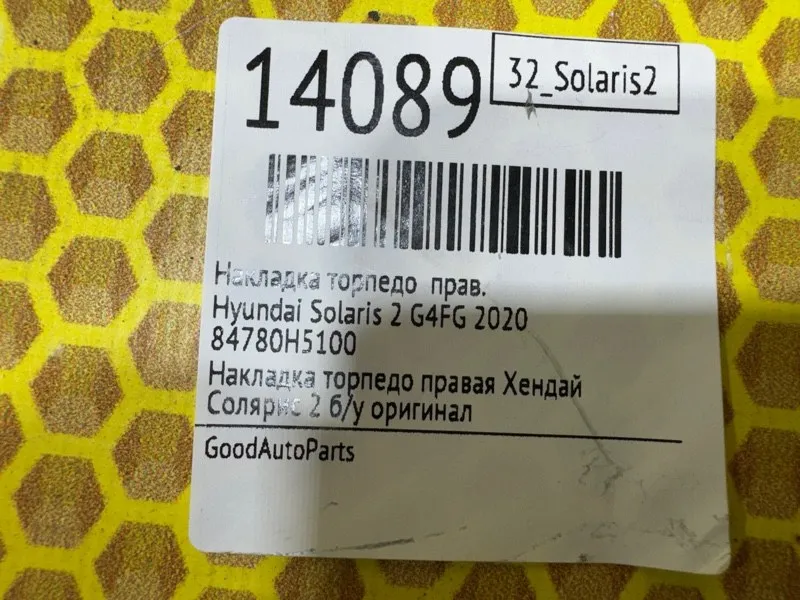 14089
32_Solaris2
Накладка торпедо прав.
Hyundai Solaris 2 G4FG 2020
84780H5100
Накладка торпедо правая Хендай
Солярис 2 б/у оригинал
GoodAutoParts